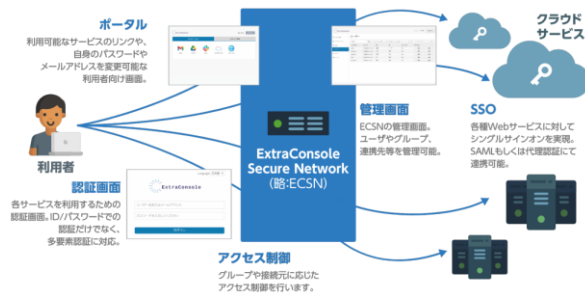 ポータル
利用可能なサービスのリンクや、
自身のパスワードや
メールアドレスを変更可能な
利用者向け画面。
クラウド
サービス
利用者
管理画面
ECSNの管理画面。
ユーザやグループ、
連携先等を管理可能。
SSO
各種Webサービスに対して
シングルサインオンを実現。
SAMLもしくは代理認証にて
連携可能。
ExtraConsole
Secure Network
(略:ECSN)
認証画面
各サービスを利用するための
認証画面。ID/パスワードでの
認証だけでなく、
多要素認証に対応。
ExtraConsole
ログイン
アクセス制御
グループや接続元に応じた
アクセス制御を行います。